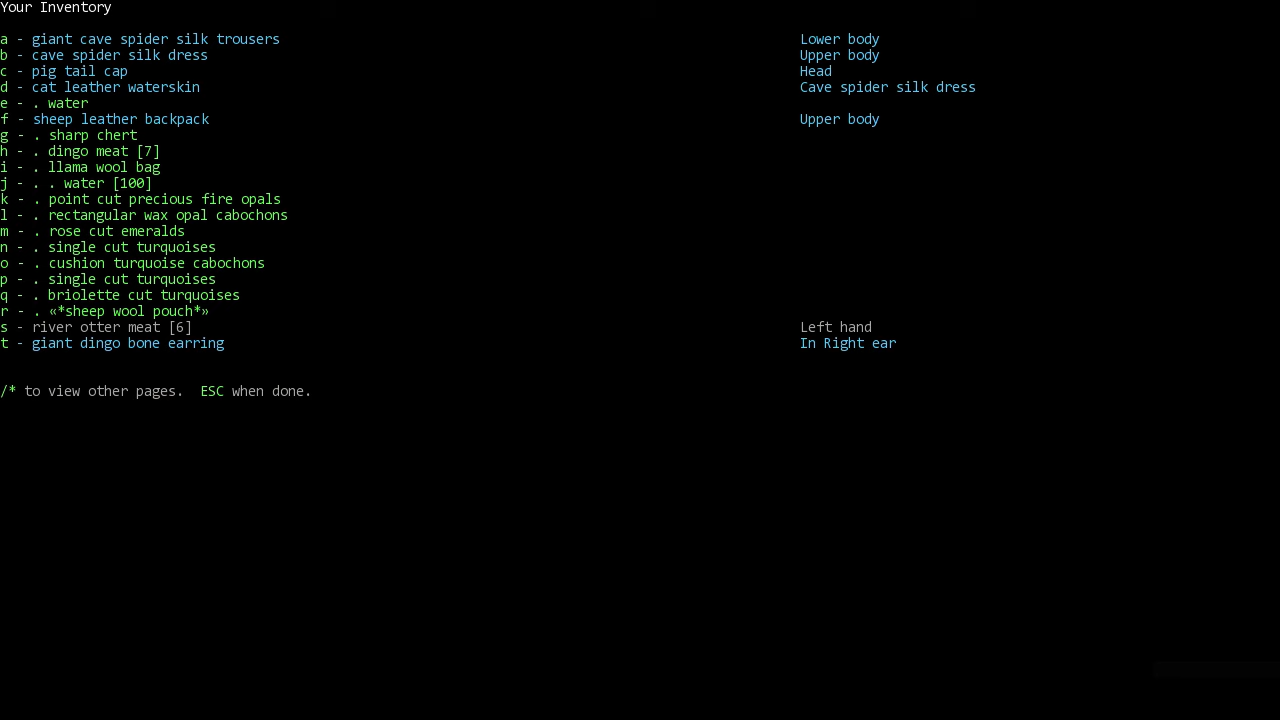 Your Inventory
a - giant cave spider silk trousers Lower body
b - cave spider silk dress Upper body
c - pig tail cap Head
d - cat leather waterskin Cave spider silk dress
e - . water
f - sheep leather backpack Upper body
g - . sharp chert
h - . dingo meat [7]
i - . llama wool bag
j - . . water [100]
k - . point cut precious fire opals
l - . rectangular wax opal cabochons
m - . rose cut emeralds
n - . single cut turquoises
o - . cushion turquoise cabochons
p - . single cut turquoises
q - . briolette cut turquoises
r - . «*sheep wool pouch*»
s - river otter meat [6] Left hand
t - giant dingo bone earring In Right ear
/* to view other pages. ESC when done.